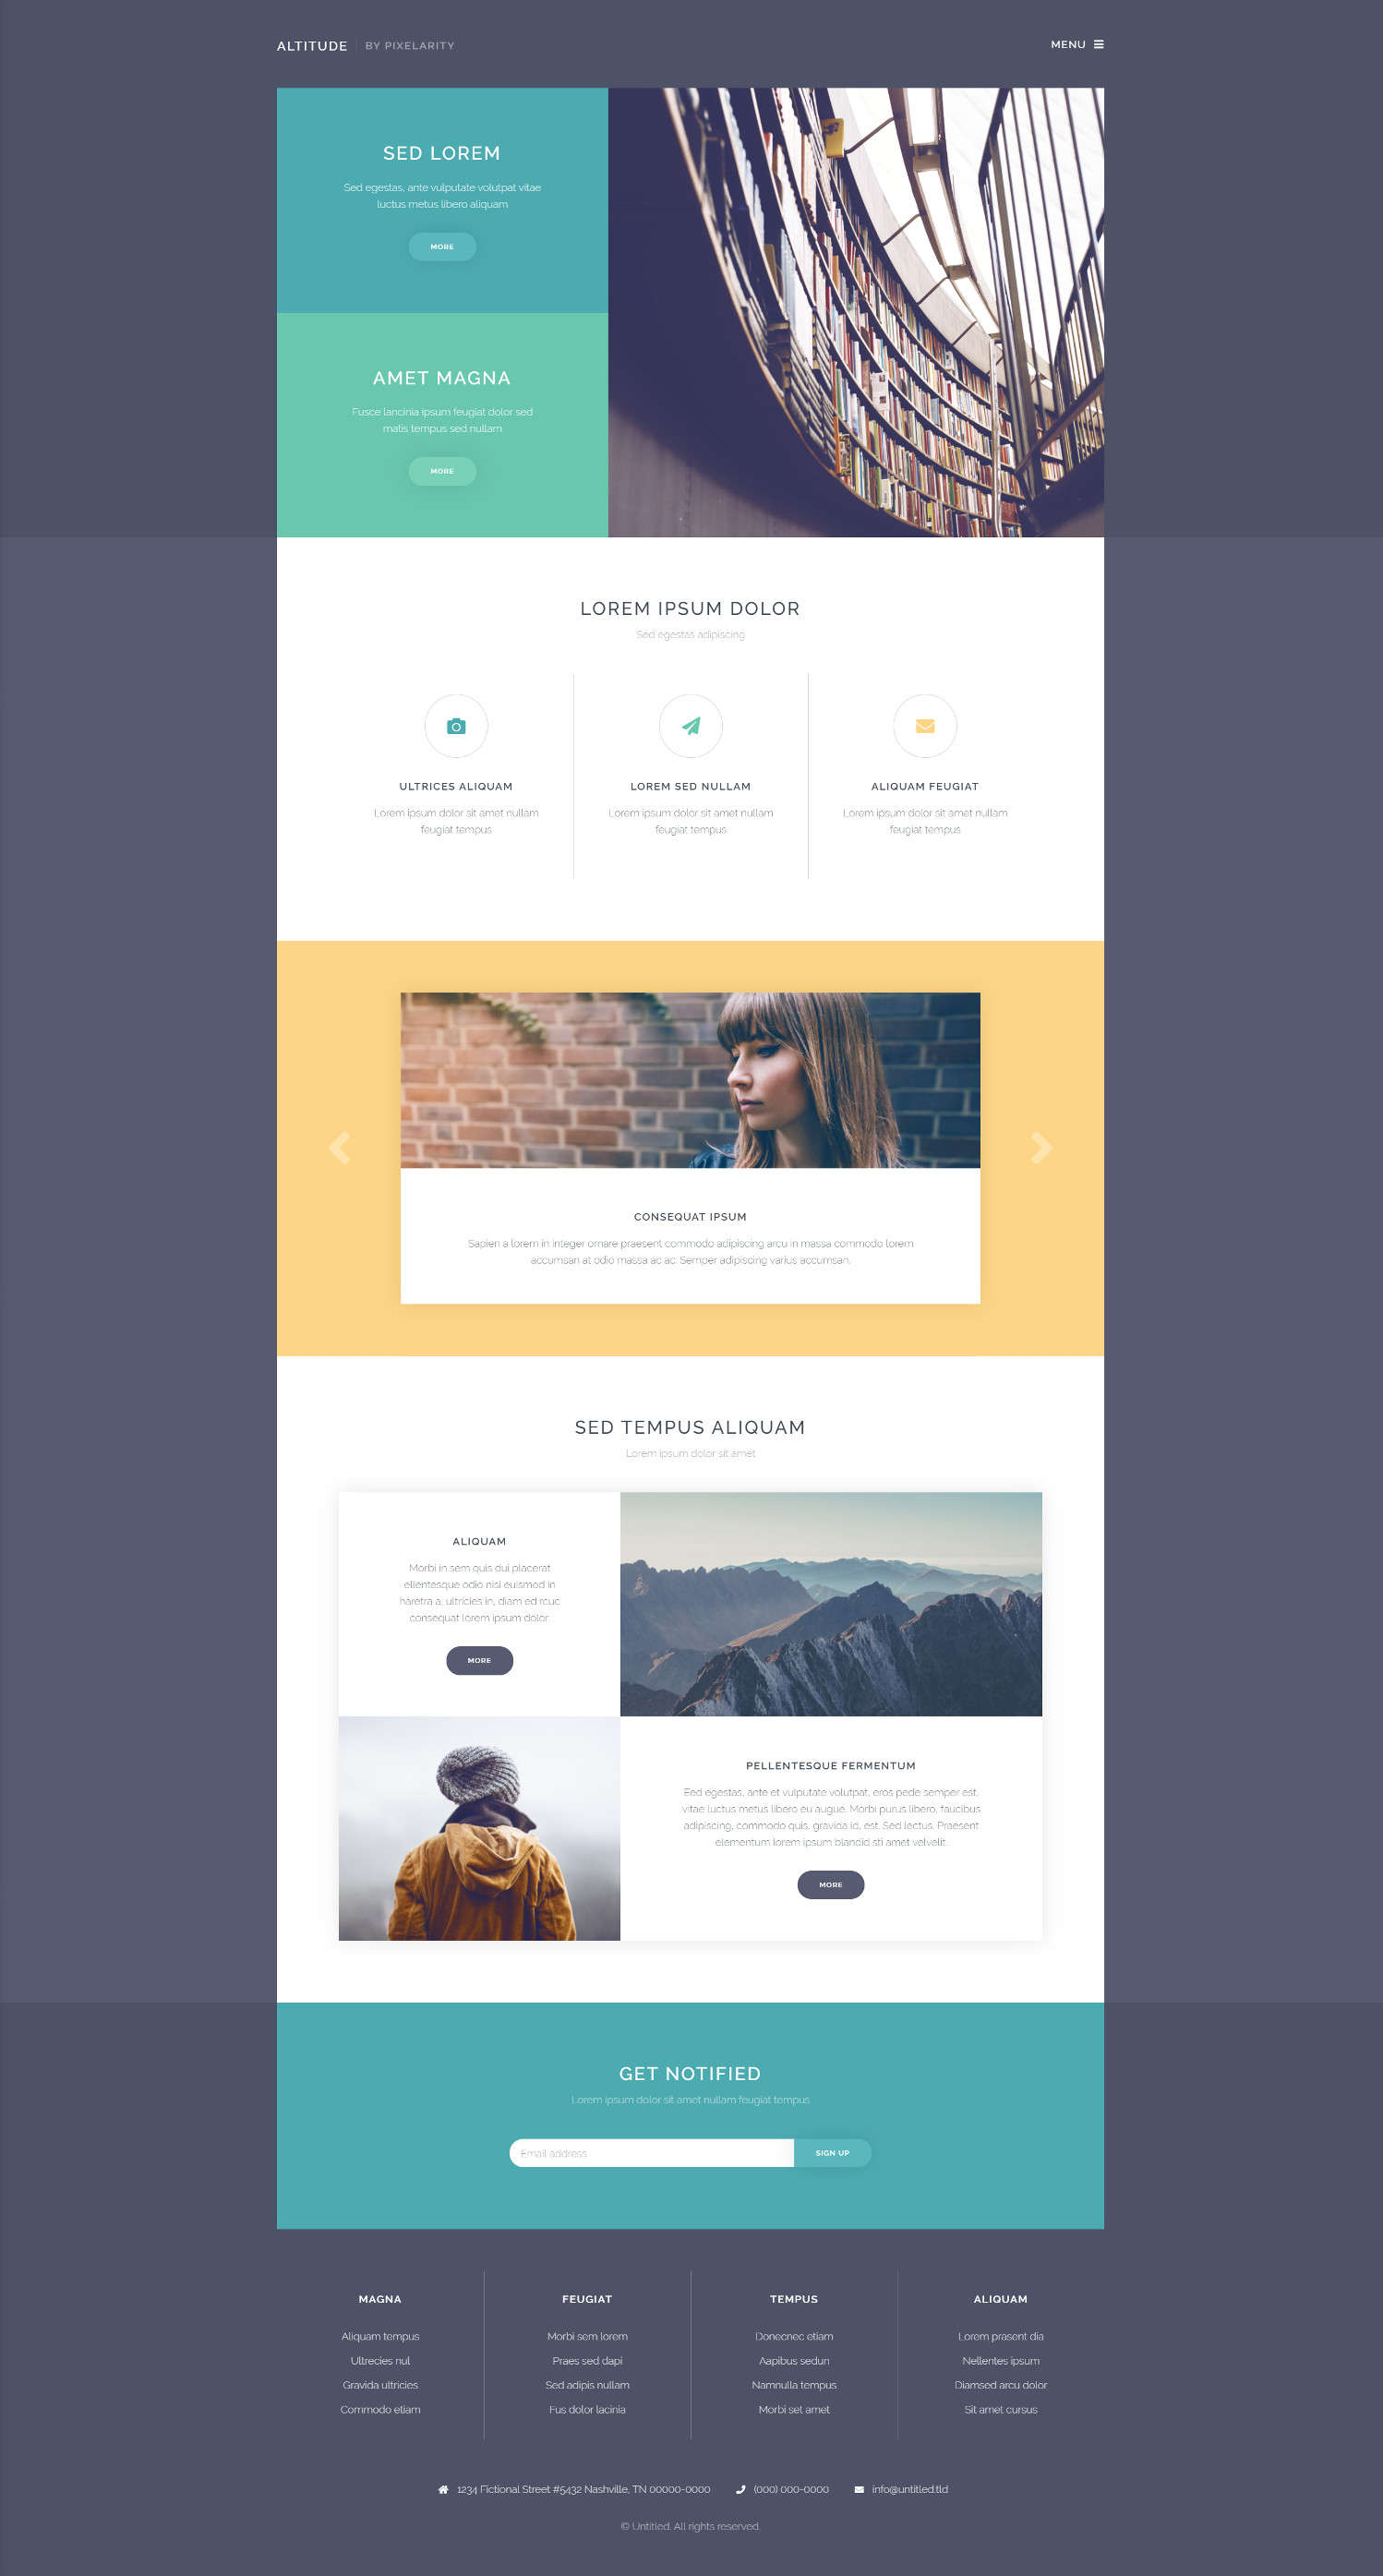 ALTITUDE BY PIXELARITY
MENU
SED LOREM
Sed egestas, ante vulputate volutpat vitae
luctus metus libero aliquam
MORE
AMET MAGNA
Fusce lancinia ipsum feugiat dolor sed
matis tempus sed nullam
MORE
LOREM IPSUM DOLOR
Sed egestas adipiscing
ULTRICES ALIQUAM
Lorem ipsum dolor sit amet nullam
feugiat tempus
LOREM SED NULLAM
Lorem ipsum dolor sit amet nullam
feugiat tempus
ALIQUAM FEUGIAT
Lorem ipsum dolor sit amet nullam
feugiat tempus
CONSEQUAT IPSUM
Sapien a lorem in integer ornare praesent commodo adipiscing arcu in massa commodo lorem
accumsan at odio massa ac ac. Semper adipiscing varius accumsan.
SED TEMPUS ALIQUAM
Lorem ipsum dolor sit amet
ALIQUAM
Morbi in sem quis dui placerat
ellentesque odio nisi euismod in
haretra a, ultricies in, diam ed rcuc
consequat lorem ipsum dolor.
MORE
PELLENTESQUE FERMENTUM
Eed egestas, ante et vulputate volutpat, eros pede semper est,
vitae luctus metus libero eu augue. Morbi purus libero, faucibus
adipiscing, commodo quis, gravida id, est. Sed lectus. Praesent
elementum lorem ipsum blandid sti amet velvelit.
MORE
GET NOTIFIED
Lorem ipsum dolor sit amet nullam feugiat tempus
Email address
SIGN UP
MAGNA
Aliquam tempus
Ultrecies nul
Gravida ultricies
Commodo etiam
FEUGIAT
Morbi sem lorem
Praes sed dapi
Sed adipis nullam
Fus dolor lacinia
TEMPUS
Donecnec etiam
Aapibus sedun
Namnulla tempus
Morbi set amet
ALIQUAM
Lorem prasent dia
Nellentes ipsum
Diamsed arcu dolor
Sit amet cursus
1234 Fictional Street #5432 Nashville, TN 00000-0000
(000) 000-0000
info@untitled.tld
© Untitled. All rights reserved.